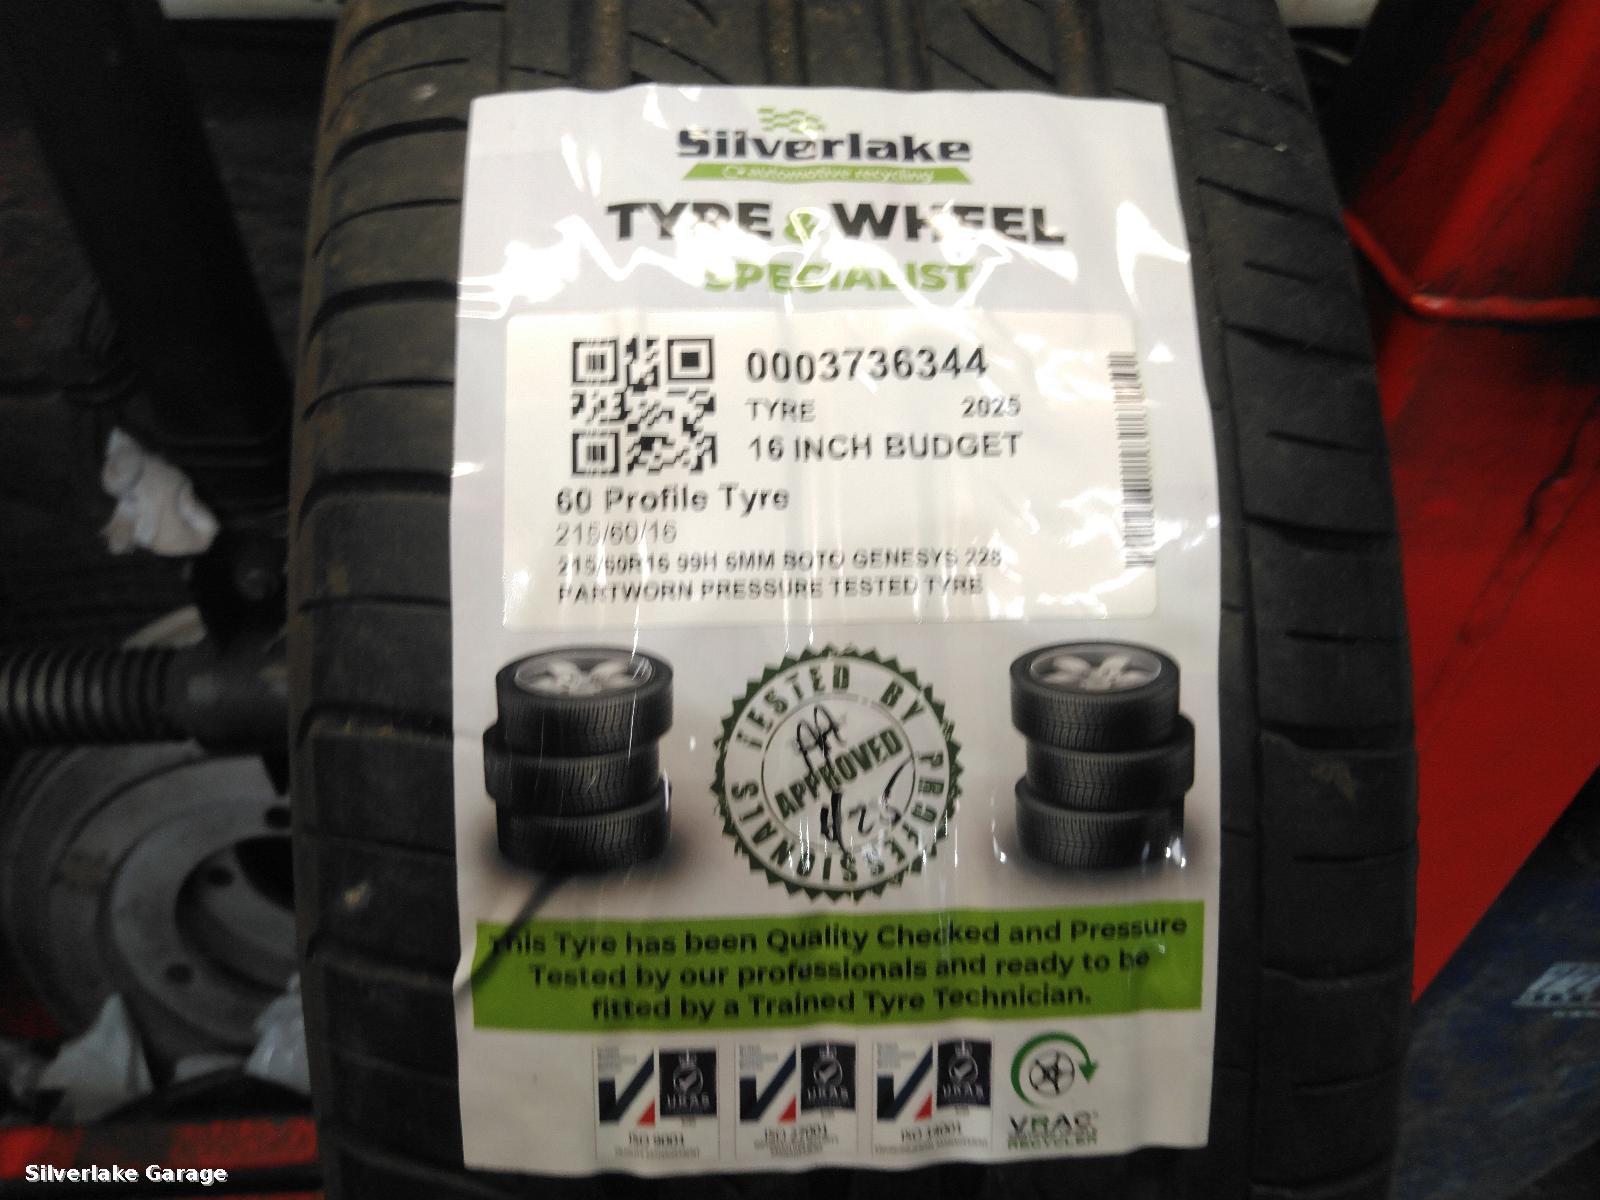 Silverlake
automotive recycling
TYRE & WHEEL
SPECIALIST
0003736344
TYRE 2025
16 INCH BUDGET
60 Profile Tyre
215/60/16
215/60R16 99H 6MM BOTO GENESYS 228
PARTWORN PRESSURE TESTED TYRE
TESTED BY PROFESSIONALS
AA
APPROVED
This Tyre has been Quality Checked and Pressure
Tested by our professionals and ready to be
fitted by a Trained Tyre Technician.
UKAS UKAS UKAS
ISO 9001 ISO 14001
VRAC
RECYCLER
Silverlake Garage